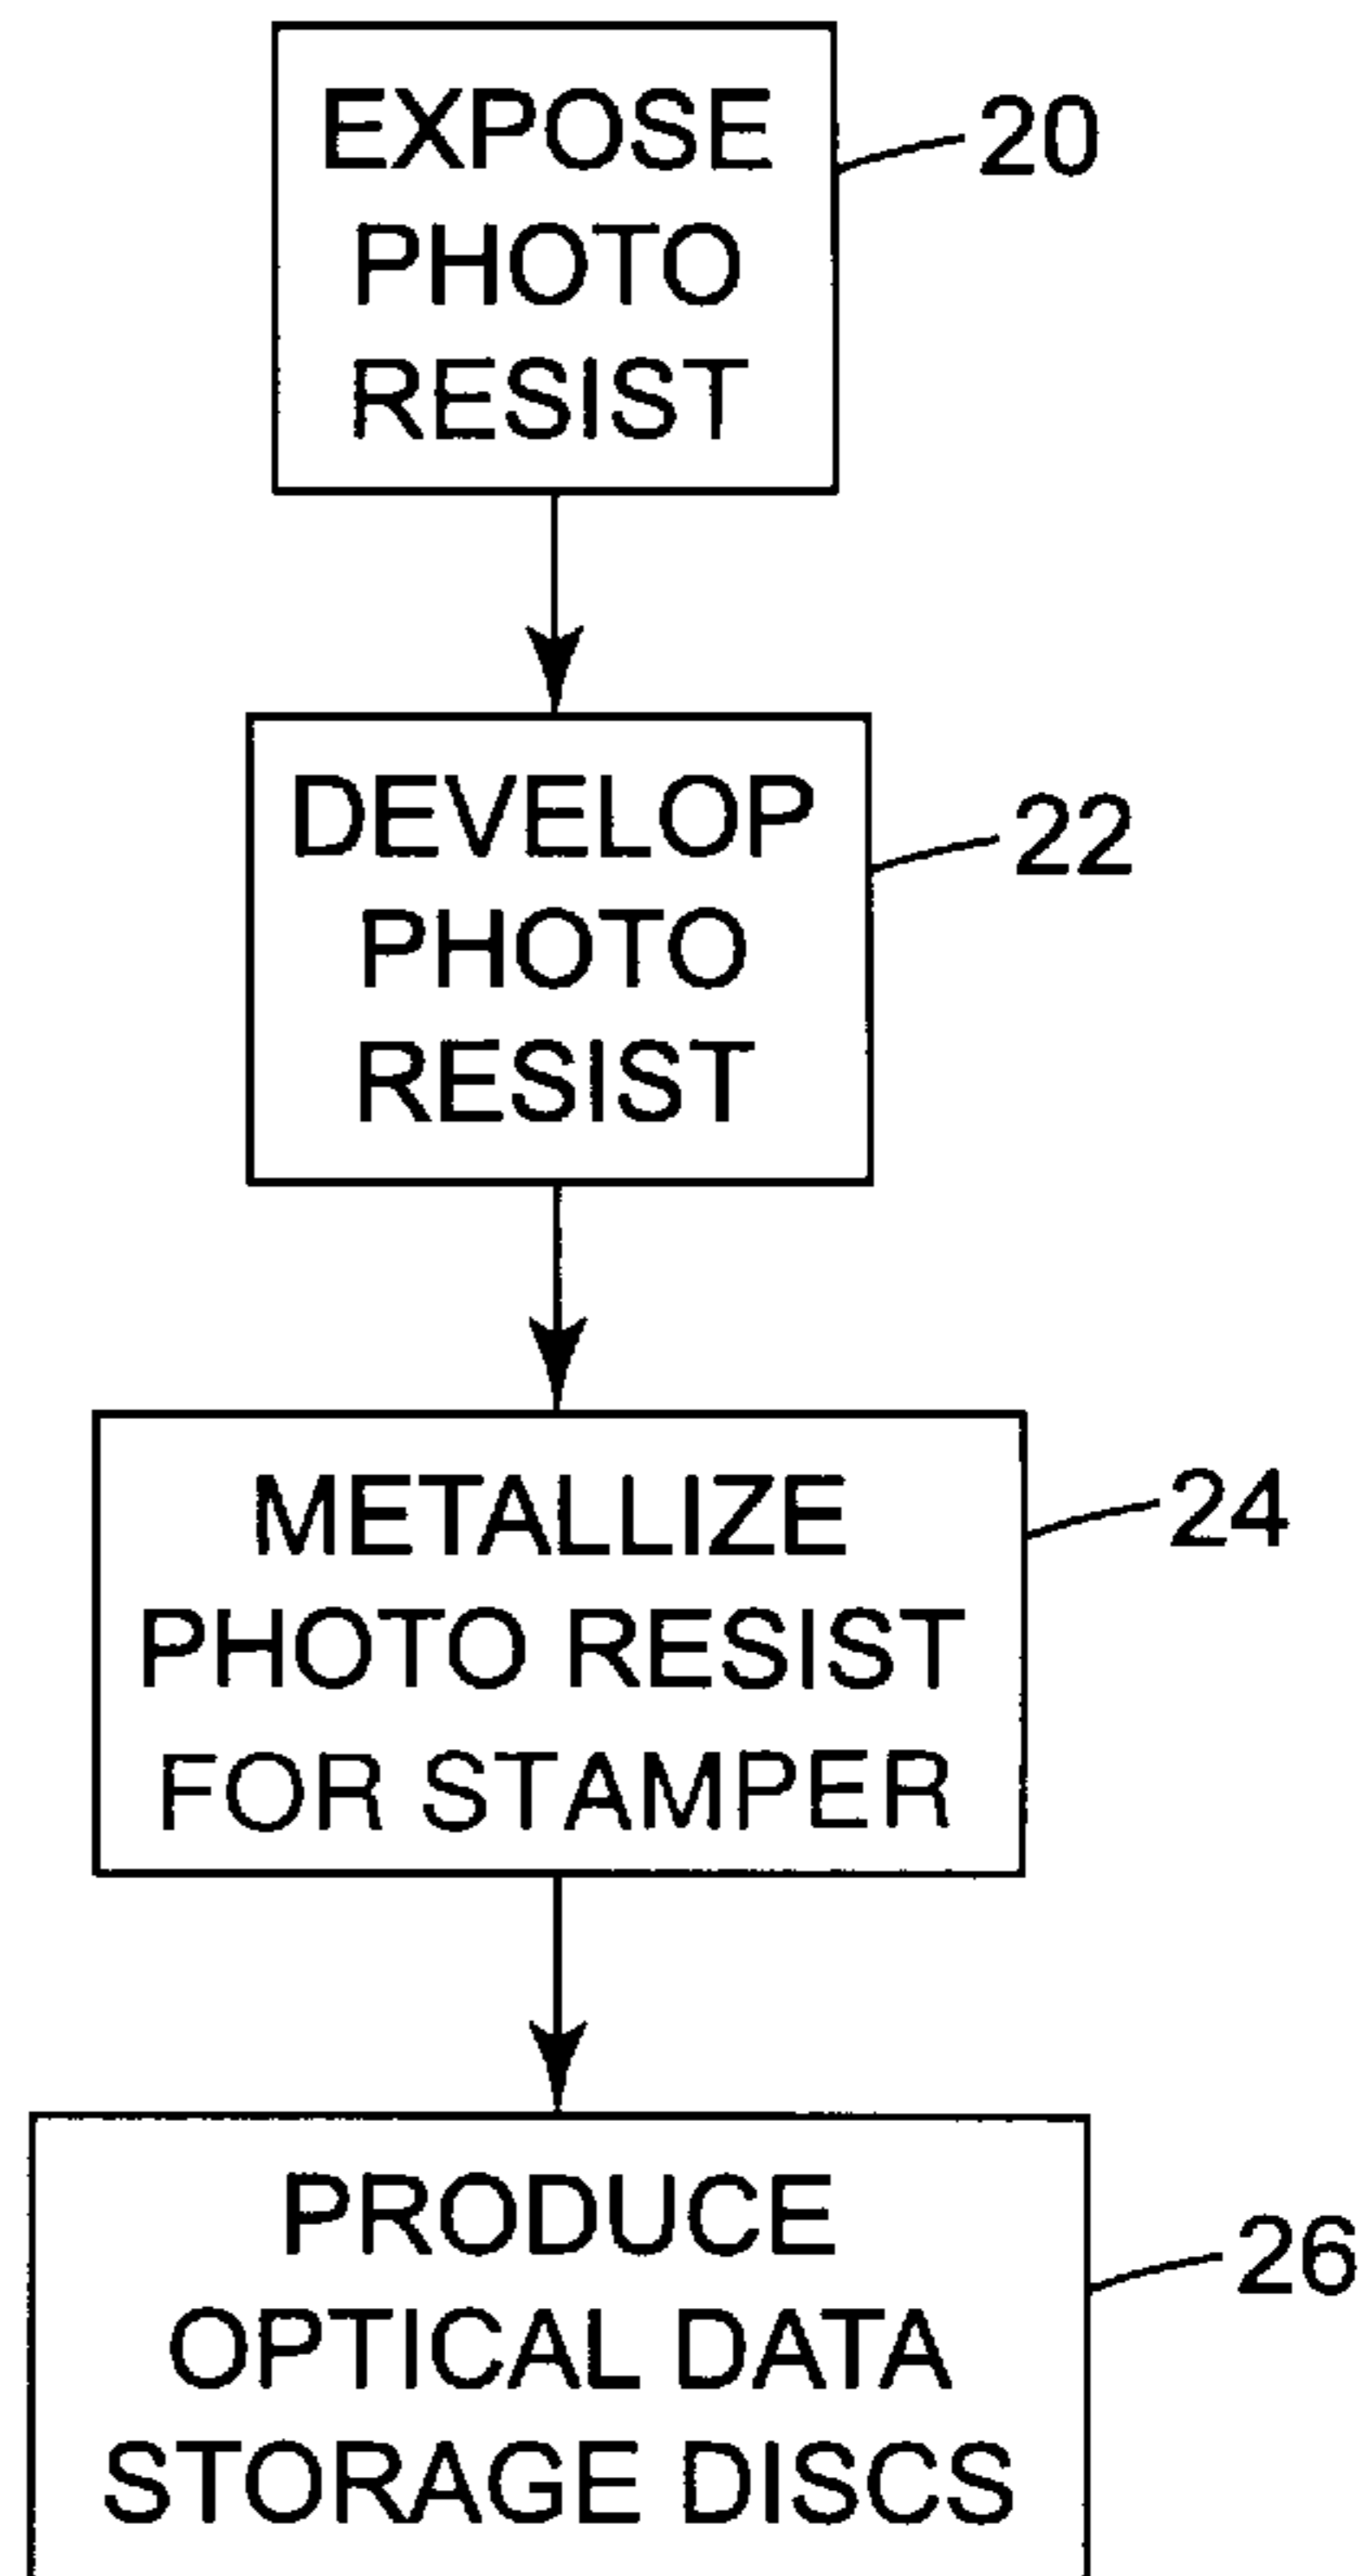 EXPOSE
PHOTO
RESIST
20
DEVELOP
PHOTO
RESIST
22
METALLIZE
PHOTO RESIST
FOR STAMPER
24
PRODUCE
OPTICAL DATA
STORAGE DISCS
26